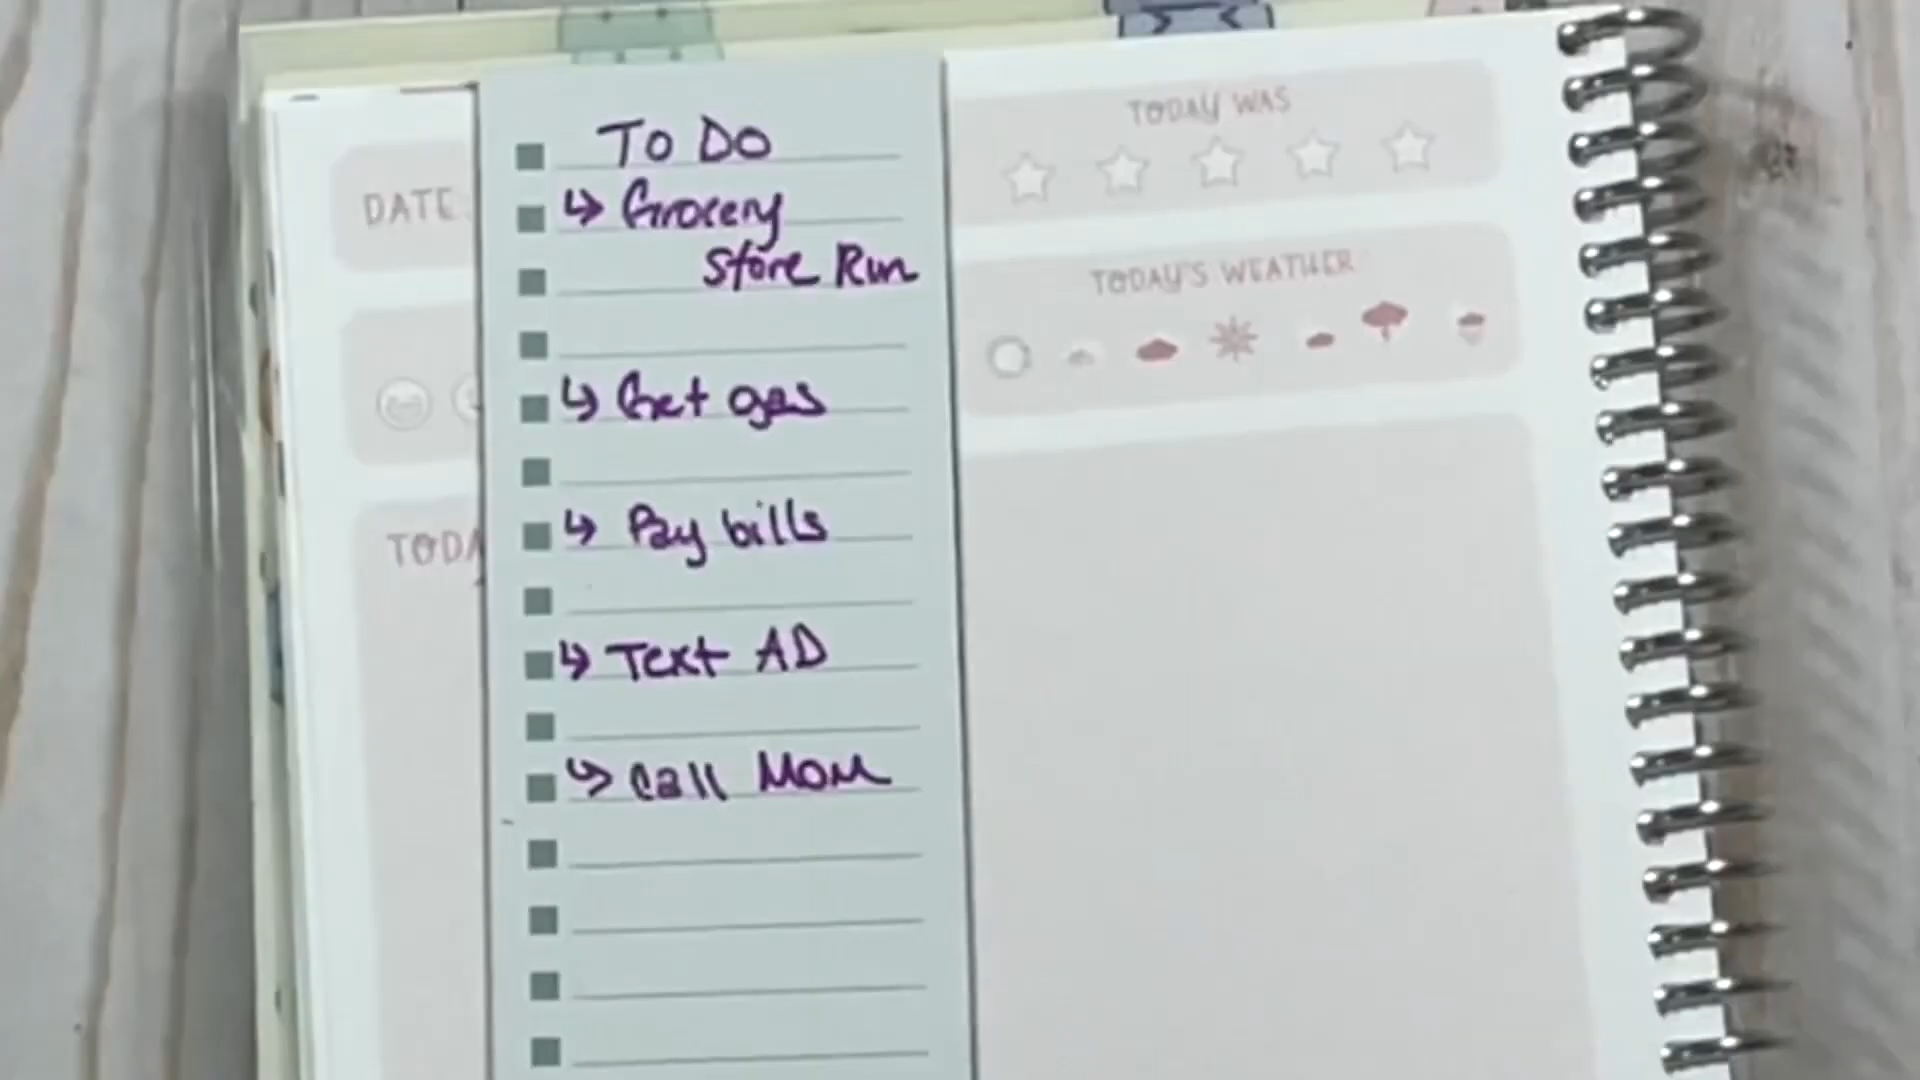 TO DO
↳ Grocery
Store Run
↳ Get gas
↳ Pay bills
↳ Text AD
↳ Call MOM
DATE
TODA
TODAY WAS
TODAY'S WEATHER